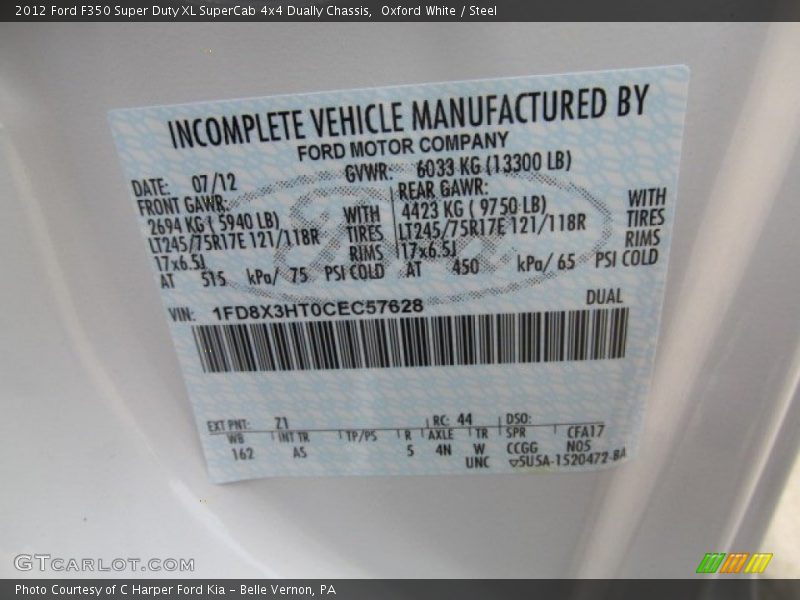 2012 Ford F350 Super Duty XL SuperCab 4x4 Dually Chassis, Oxford White / Steel
INCOMPLETE VEHICLE MANUFACTURED BY
FORD MOTOR COMPANY
DATE: 07/12
GVWR: 6033 KG (13300 LB)
FRONT GAWR:
2694 KG ( 5940 LB)
LT245/75R17E 121/118R
17x6.5J
WITH
TIRES
RIMS
AT 515 kPa/ 75 PSI COLD
REAR GAWR:
4423 KG ( 9750 LB)
LT245/75R17E 121/118R
17x6.5J
WITH
TIRES
RIMS
AT 450 kPa/ 65 PSI COLD
DUAL
VIN: 1FD8X3HT0CEC57628
EXT PNT: Z1 RC: 44 DSO:
WB INT TR TP/PS R AXLE TR SPR CFA17
162 AS 5 4N W CCGG N05
UNC ▽5U5A-1520472-BA
GTCARLOT.COM
Photo Courtesy of C Harper Ford Kia – Belle Vernon, PA